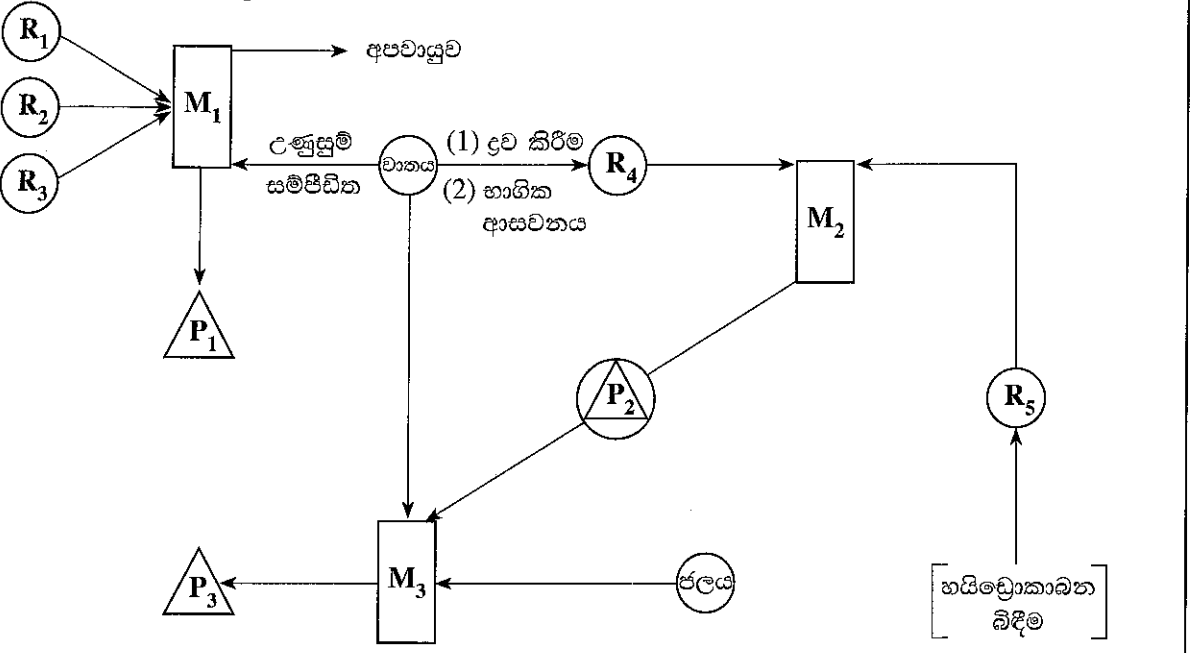 R₁
R₂
R₃
M₁
අපවායුව
උණුසුම්
සම්පීඩිත
වාතය
(1) ද්‍රව කිරීම
(2) භාගික
ආසවනය
R₄
M₂
P₁
P₂
R₅
P₃
M₃
ජලය
හයිඩ්‍රොකාබන
බිඳීම